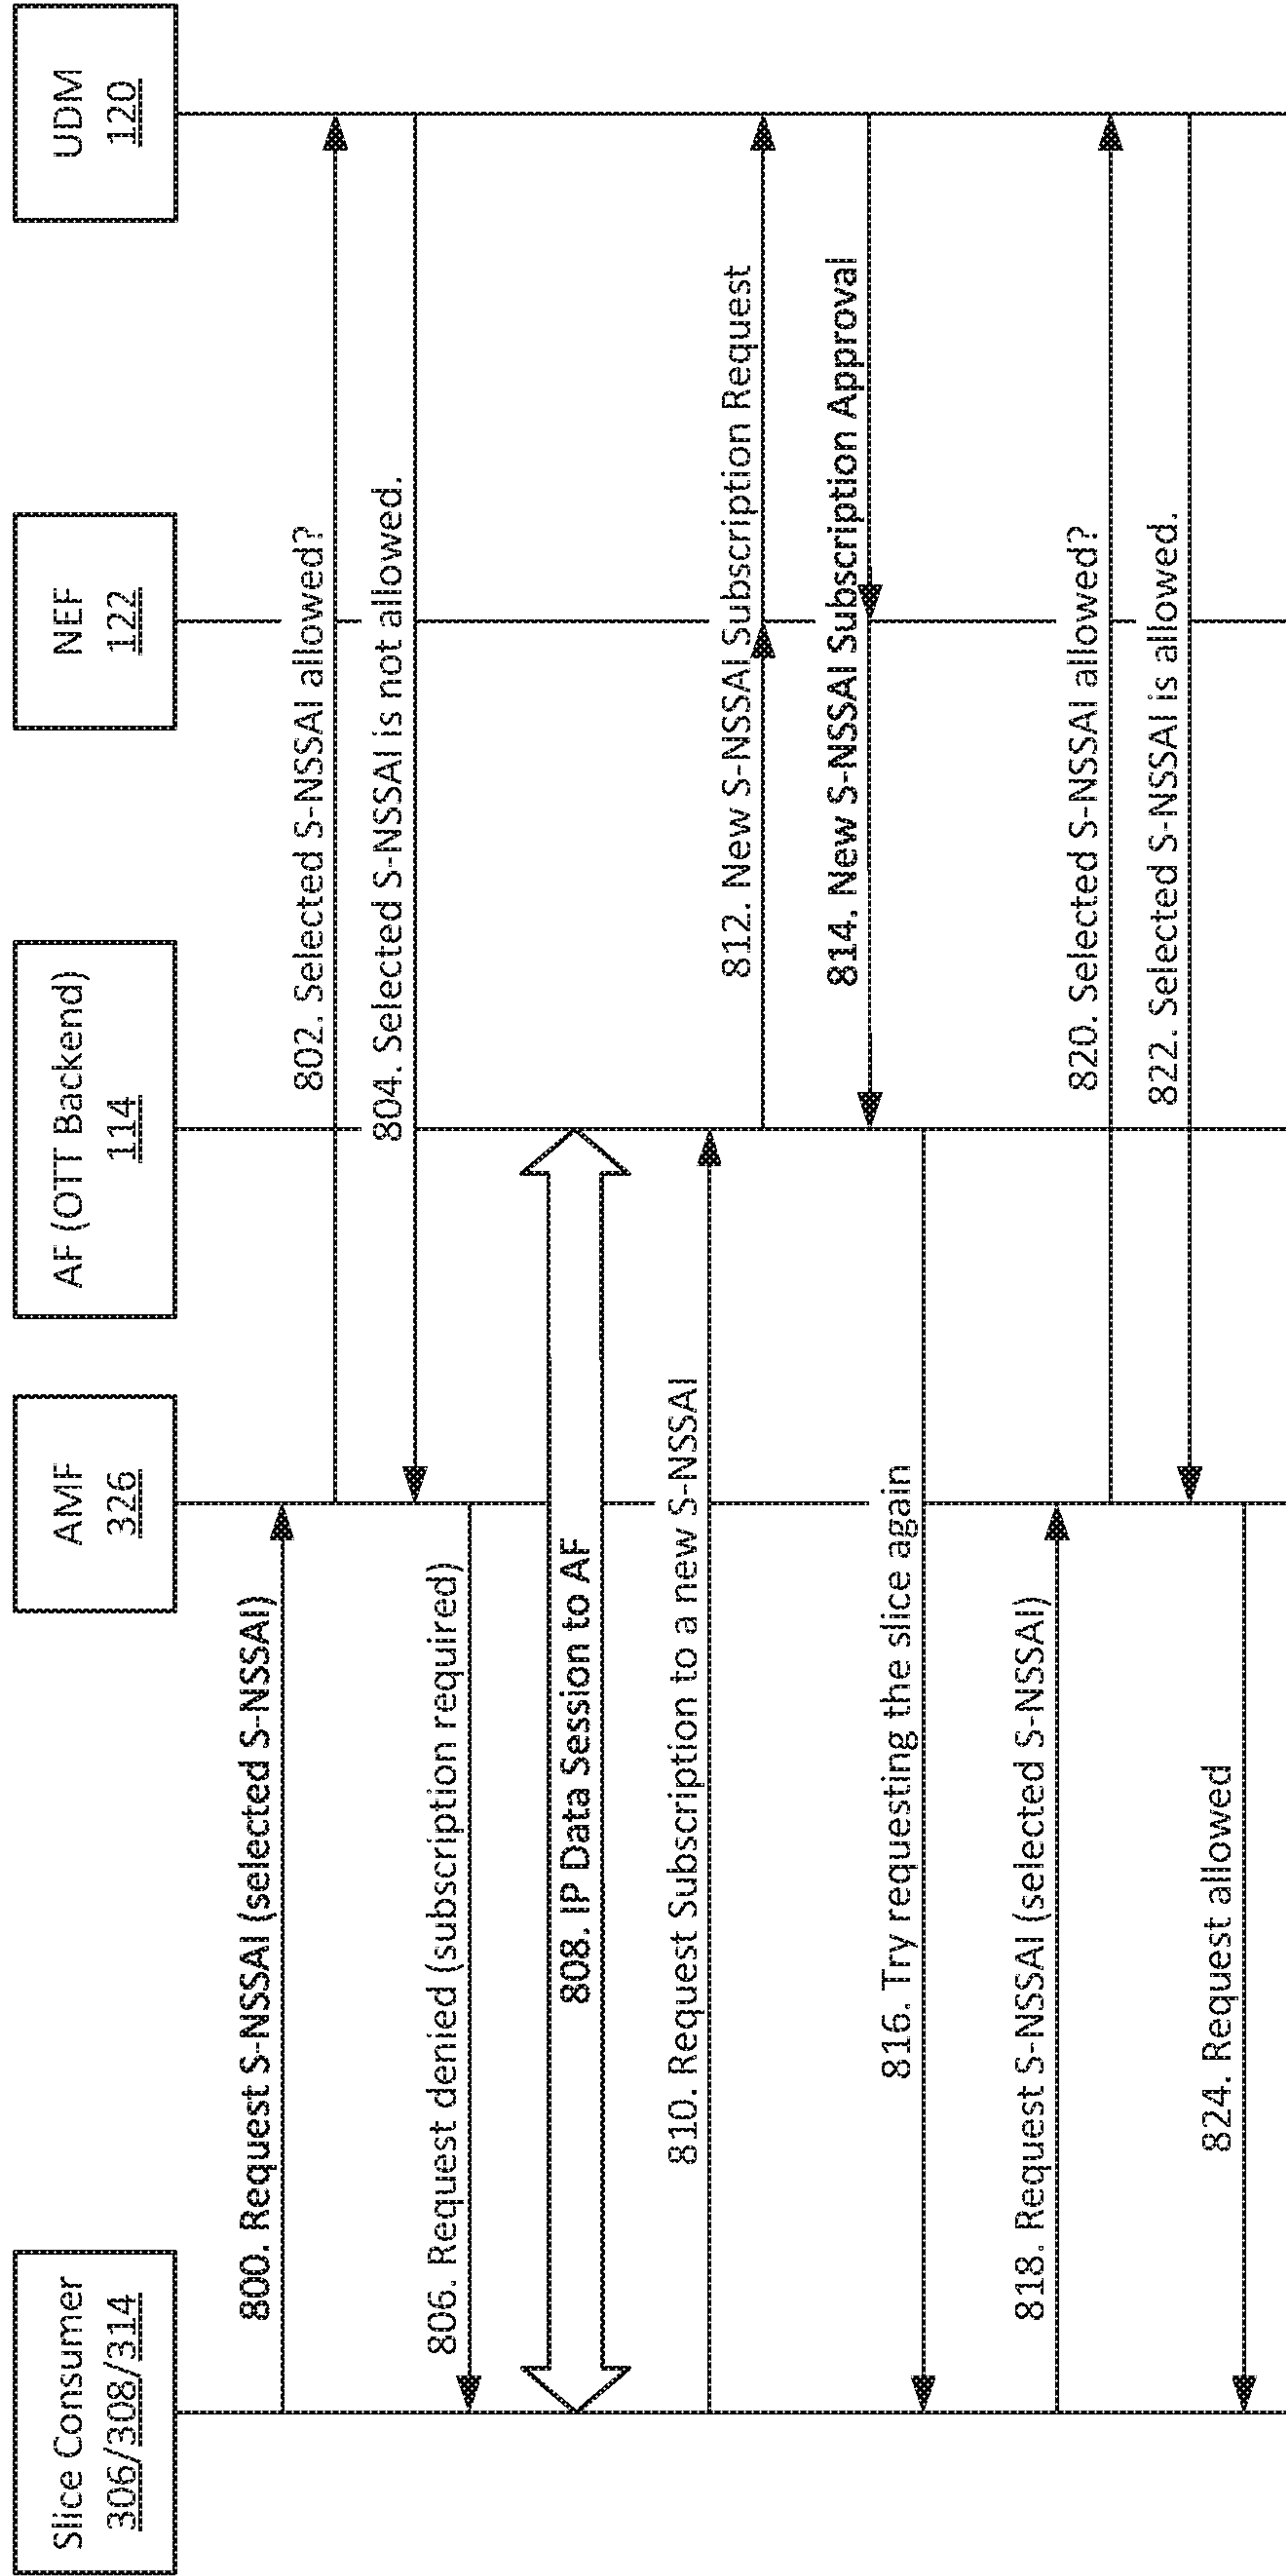 Slice Consumer
306/308/314
AMF
326
AF (OTT Backend)
114
NEF
122
UDM
120
800. Request S-NSSAI (selected S-NSSAI)
802. Selected S-NSSAI allowed?
804. Selected S-NSSAI is not allowed.
806. Request denied (subscription required)
808. IP Data Session to AF
810. Request Subscription to a new S-NSSAI
812. New S-NSSAI Subscription Request
814. New S-NSSAI Subscription Approval
816. Try requesting the slice again
818. Request S-NSSAI (selected S-NSSAI)
820. Selected S-NSSAI allowed?
822. Selected S-NSSAI is allowed.
824. Request allowed